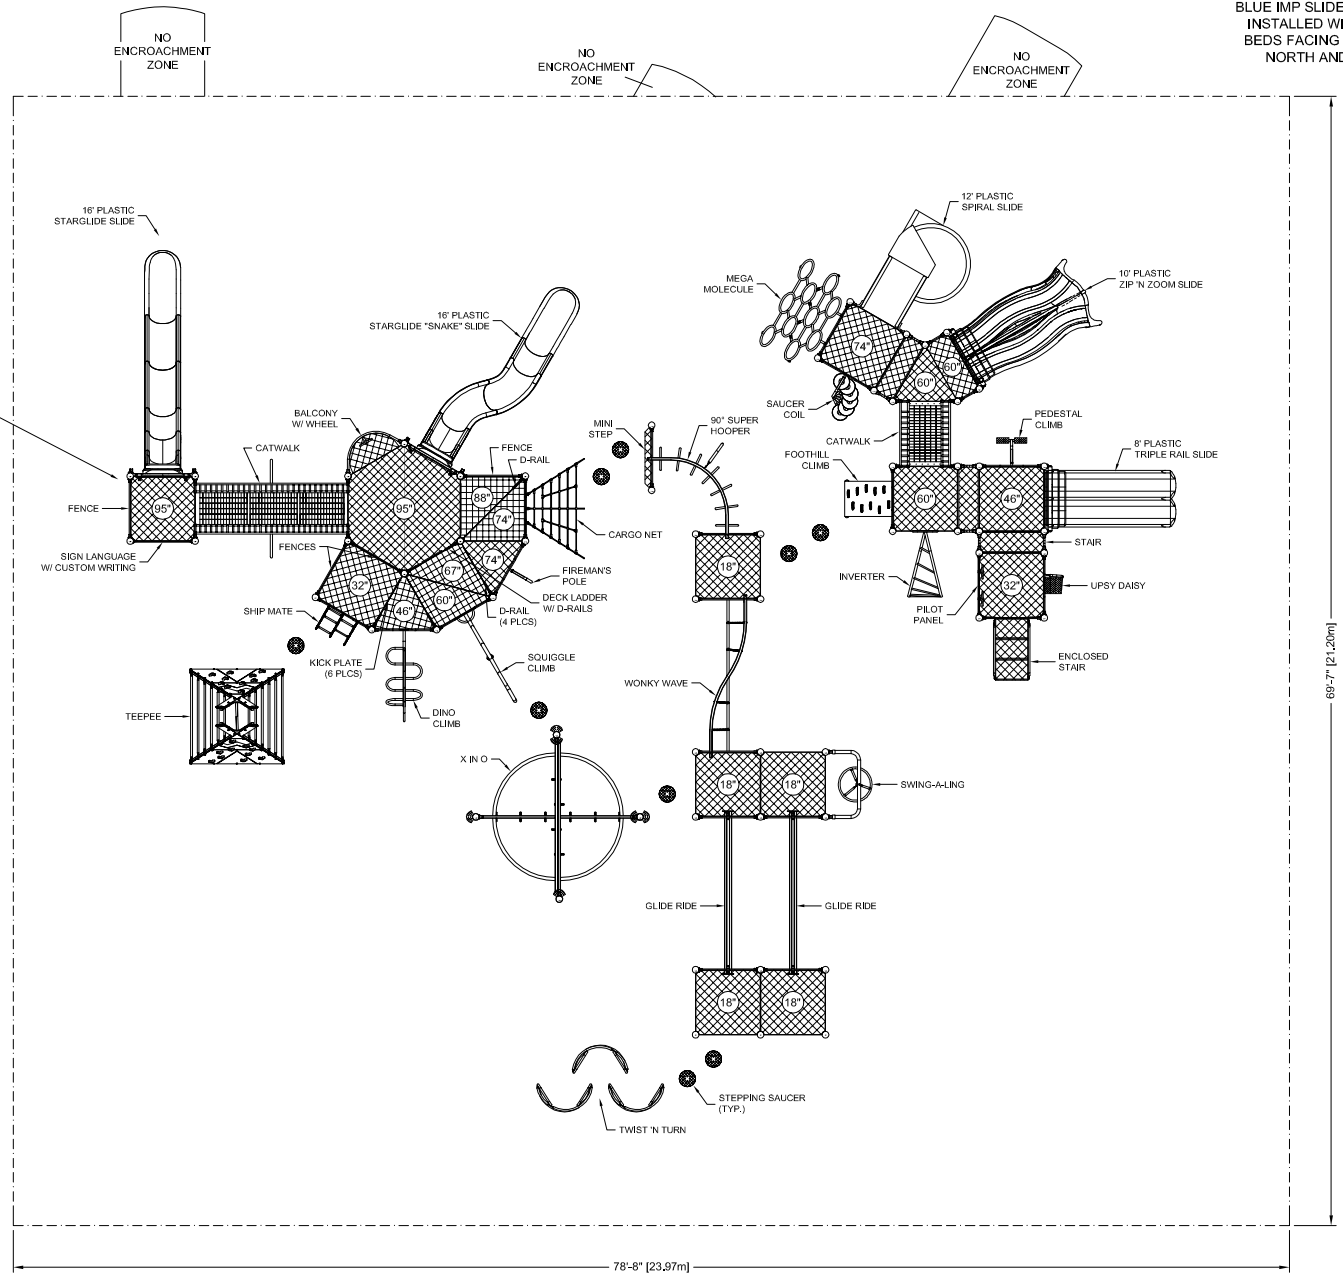 BLUE IMP SLIDE
INSTALLED WI
BEDS FACING
NORTH AND
NO
ENCROACHMENT
ZONE
NO
ENCROACHMENT
ZONE
NO
ENCROACHMENT
ZONE
16' PLASTIC
STARGLIDE SLIDE
12' PLASTIC
SPIRAL SLIDE
MEGA
MOLECULE
10' PLASTIC
ZIP 'N ZOOM SLIDE
16' PLASTIC
STARGLIDE "SNAKE" SLIDE
74"
60"
60"
SAUCER
COIL
BALCONY
W/ WHEEL
CATWALK
MINI
STEP
90° SUPER
HOOPER
PEDESTAL
CLIMB
CATWALK
FENCE
D-RAIL
FOOTHILL
CLIMB
8' PLASTIC
TRIPLE RAIL SLIDE
FENCE
95"
95"
88"
74"
60"
46"
CARGO NET
SIGN LANGUAGE
W/ CUSTOM WRITING
FENCES
STAIR
74"
67"
60"
46"
32"
FIREMAN'S
POLE
DECK LADDER
W/ D-RAILS
D-RAIL
(4 PLCS)
18"
INVERTER
PILOT
PANEL
32"
UPSY DAISY
SHIP MATE
KICK PLATE
(6 PLCS)
SQUIGGLE
CLIMB
ENCLOSED
STAIR
WONKY WAVE
TEEPEE
DINO
CLIMB
69'-7" [21.20m]
X IN O
18"
18"
SWING-A-LING
GLIDE RIDE
GLIDE RIDE
18"
18"
STEPPING SAUCER
(TYP.)
TWIST 'N TURN
78'-8" [23.97m]